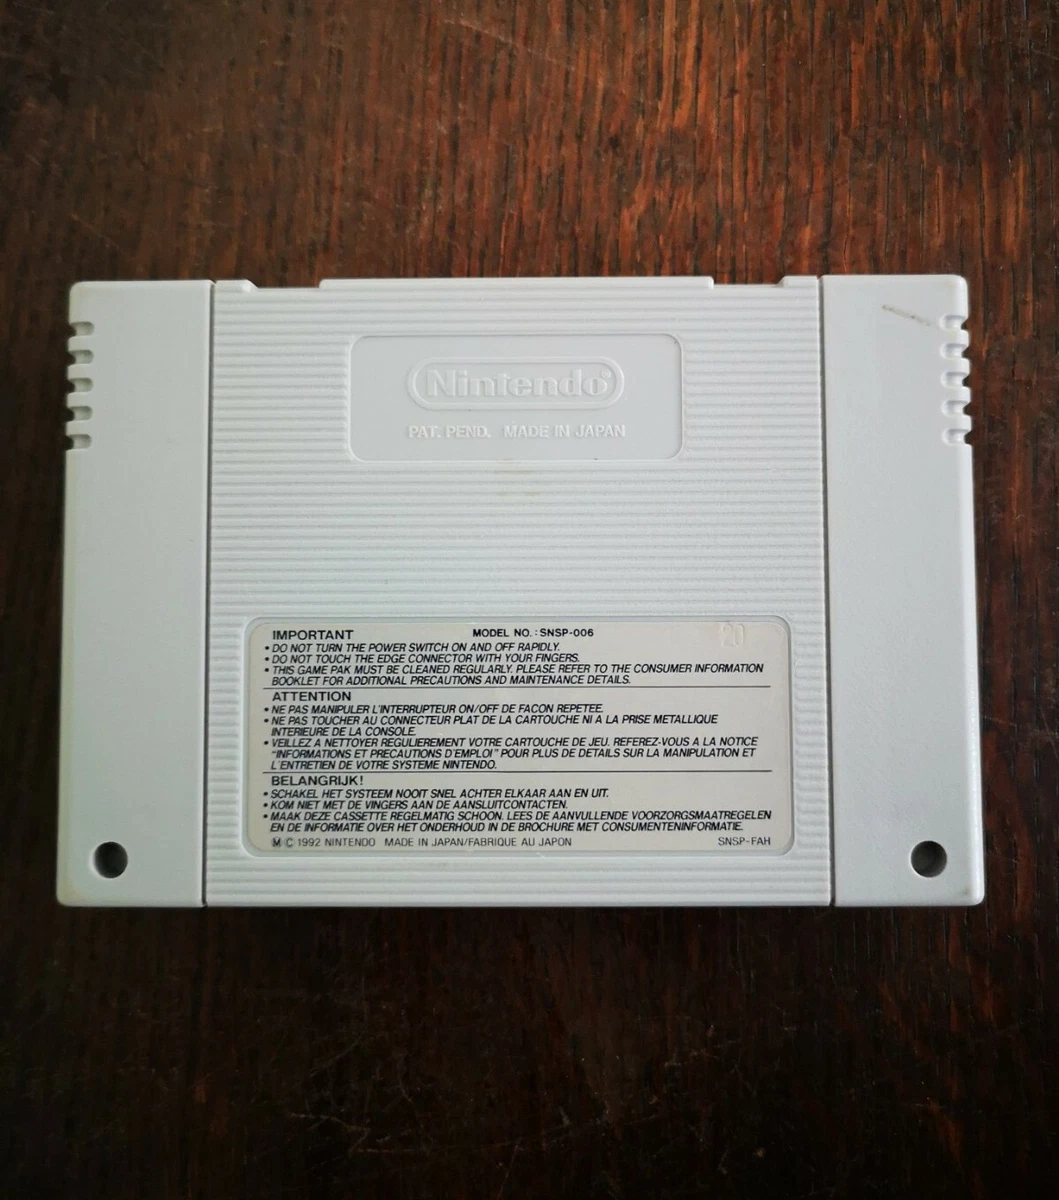 Nintendo®
PAT. PEND. MADE IN JAPAN
20
IMPORTANT MODEL NO.: SNSP-006
• DO NOT TURN THE POWER SWITCH ON AND OFF RAPIDLY.
• DO NOT TOUCH THE EDGE CONNECTOR WITH YOUR FINGERS.
• THIS GAME PAK MUST BE CLEANED REGULARLY. PLEASE REFER TO THE CONSUMER INFORMATION
BOOKLET FOR ADDITIONAL PRECAUTIONS AND MAINTENANCE DETAILS.
ATTENTION
• NE PAS MANIPULER L'INTERRUPTEUR ON/OFF DE FACON REPETEE.
• NE PAS TOUCHER AU CONNECTEUR PLAT DE LA CARTOUCHE NI A LA PRISE METALLIQUE
INTERIEURE DE LA CONSOLE.
• VEILLEZ A NETTOYER REGULIEREMENT VOTRE CARTOUCHE DE JEU. REFEREZ-VOUS A LA NOTICE
"INFORMATIONS ET PRECAUTIONS D'EMPLOI" POUR PLUS DE DETAILS SUR LA MANIPULATION ET
L'ENTRETIEN DE VOTRE SYSTEME NINTENDO.
BELANGRIJK!
• SCHAKEL HET SYSTEEM NOOIT SNEL ACHTER ELKAAR AAN EN UIT.
• KOM NIET MET DE VINGERS AAN DE AANSLUITCONTACTEN.
• MAAK DEZE CASSETTE REGELMATIG SCHOON. LEES DE AANVULLENDE VOORZORGSMAATREGELEN
EN DE INFORMATIE OVER HET ONDERHOUD IN DE BROCHURE MET CONSUMENTENINFORMATIE.
M © 1992 NINTENDO MADE IN JAPAN/FABRIQUE AU JAPON SNSP-FAH